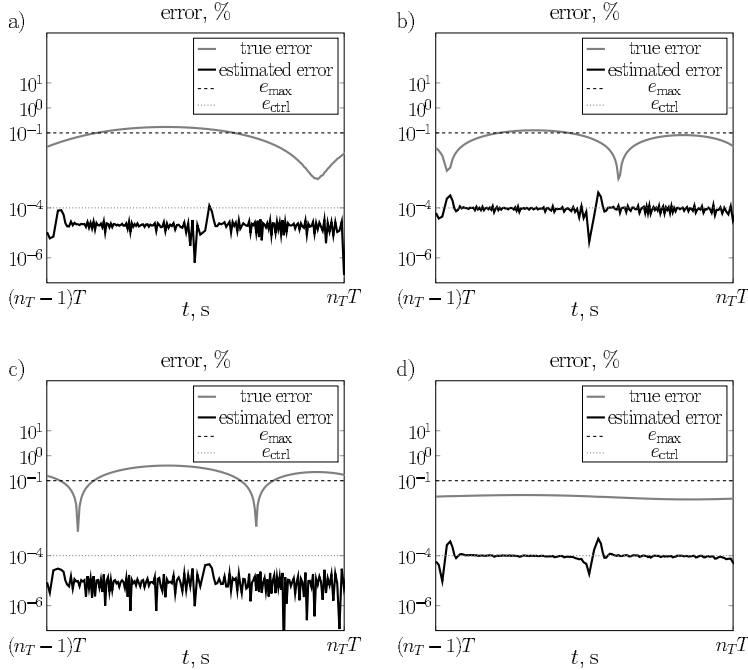 a)
error, %
true error
estimated error
e_max
e_ctrl
10^1
10^0
10^−1
10^−4
10^−6
(n_T − 1)T
n_T T
t, s
b)
error, %
true error
estimated error
e_max
e_ctrl
10^1
10^0
10^−1
10^−4
10^−6
(n_T − 1)T
n_T T
t, s
c)
error, %
true error
estimated error
e_max
e_ctrl
10^1
10^0
10^−1
10^−4
10^−6
(n_T − 1)T
n_T T
t, s
d)
error, %
true error
estimated error
e_max
e_ctrl
10^1
10^0
10^−1
10^−4
10^−6
(n_T − 1)T
n_T T
t, s